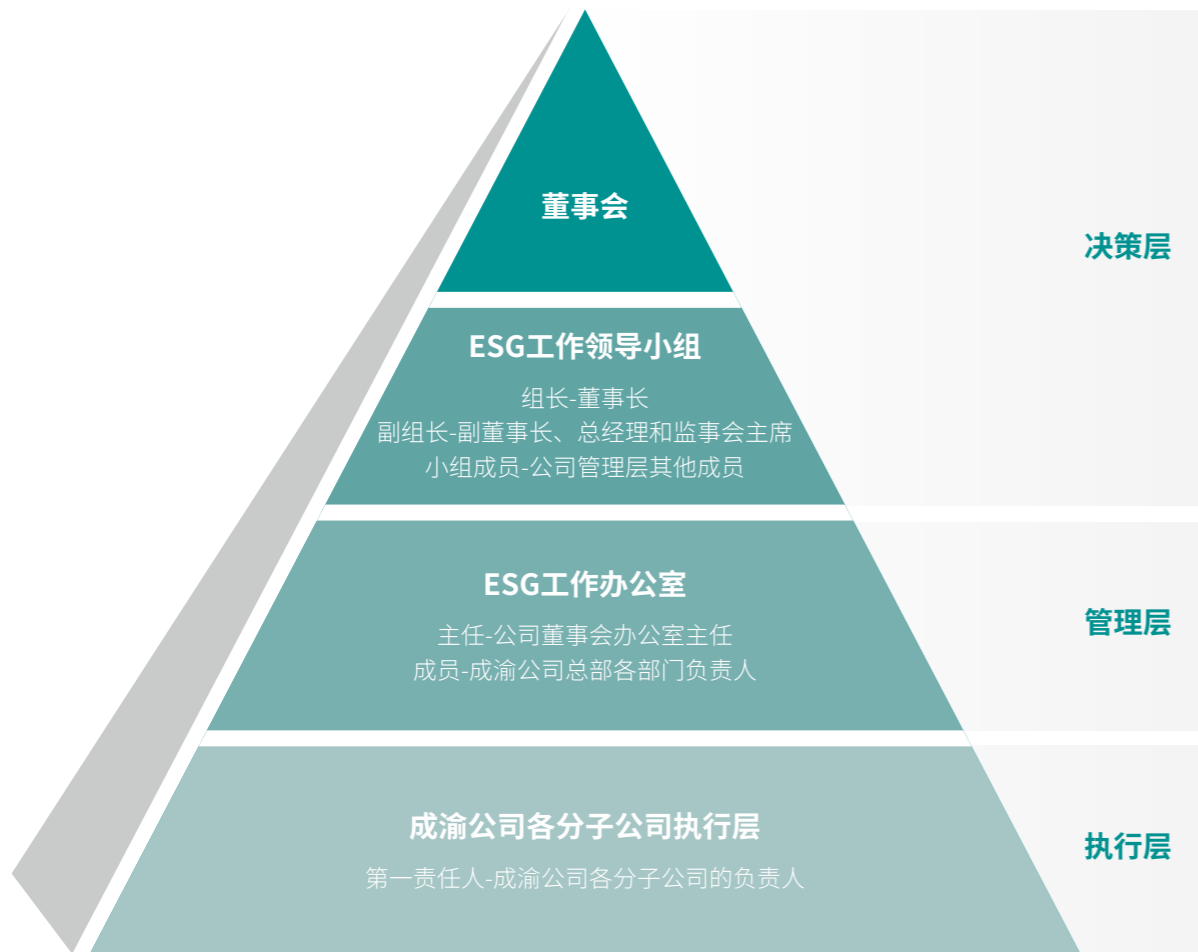 董事会
决策层
ESG工作领导小组
组长-董事长
副组长-副董事长、总经理和监事会主席
小组成员-公司管理层其他成员
ESG工作办公室
管理层
主任-公司董事会办公室主任
成员-成渝公司总部各部门负责人
成渝公司各分子公司执行层
执行层
第一责任人-成渝公司各分子公司的负责人